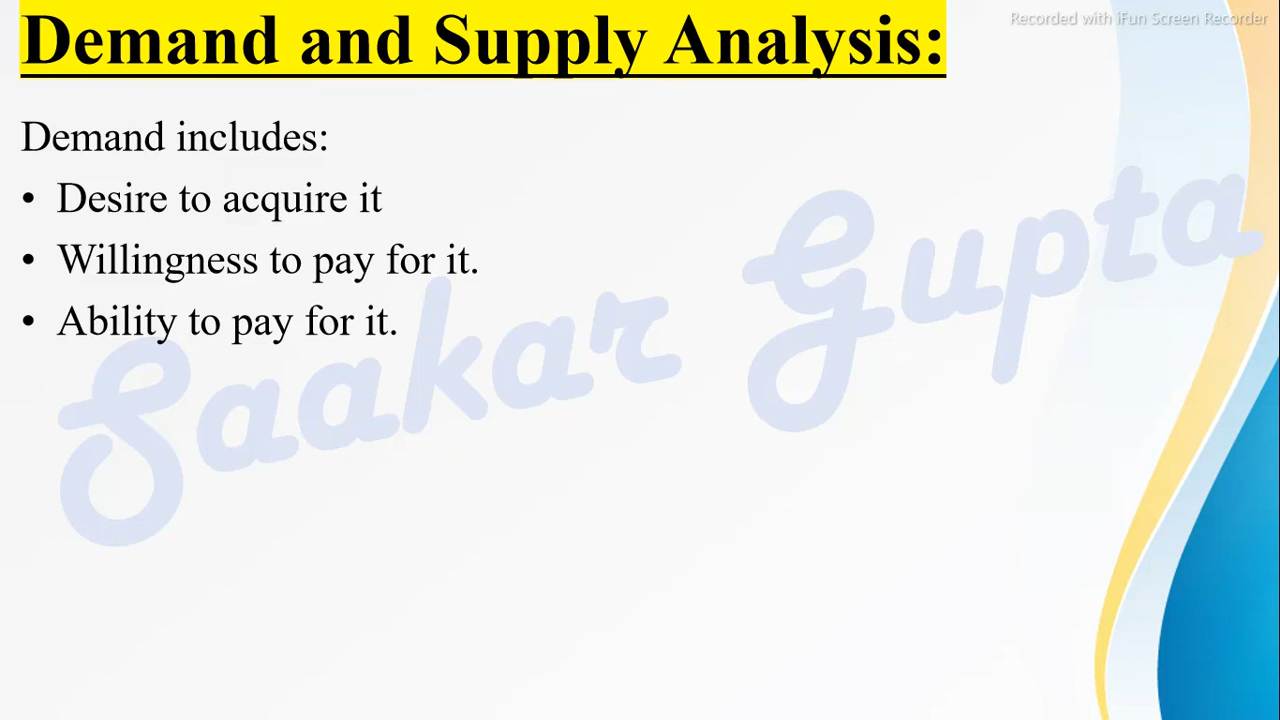 Recorded with iFun Screen Recorder
Demand and Supply Analysis:
Demand includes:
• Desire to acquire it
• Willingness to pay for it.
• Ability to pay for it.
Saakar Gupta